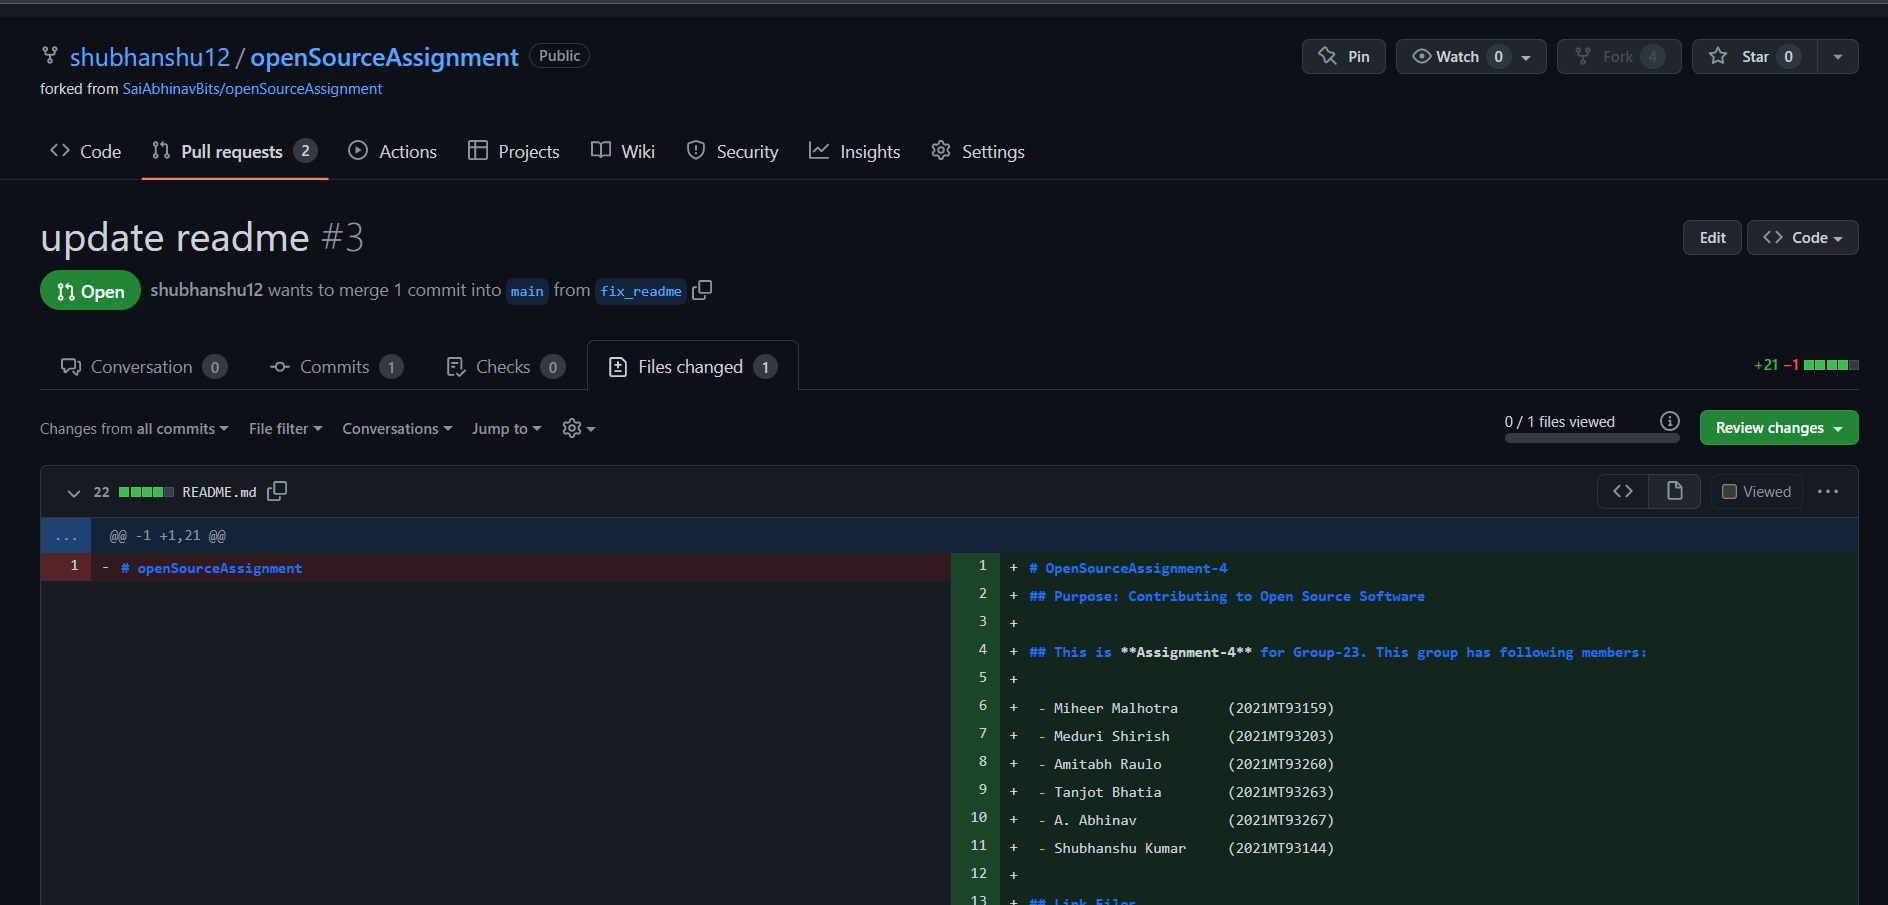 shubhanshu12 / openSourceAssignment Public
Pin Watch 0 Fork 4 Star 0
forked from SaiAbhinavBits/openSourceAssignment
Code Pull requests 2 Actions Projects Wiki Security Insights Settings
update readme #3
Edit <> Code
Open shubhanshu12 wants to merge 1 commit into main from fix_readme
Conversation 0 Commits 1 Checks 0 Files changed 1
+21 −1
Changes from all commits File filter Conversations Jump to
0 / 1 files viewed Review changes
22 README.md <> Viewed ...
... @@ -1 +1,21 @@
1 - # openSourceAssignment
1 + # OpenSourceAssignment-4
2 + ## Purpose: Contributing to Open Source Software
3 +
4 + ## This is **Assignment-4** for Group-23. This group has following members:
5 +
6 + - Miheer Malhotra (2021MT93159)
7 + - Meduri Shirish (2021MT93203)
8 + - Amitabh Raulo (2021MT93260)
9 + - Tanjot Bhatia (2021MT93263)
10 + - A. Abhinav (2021MT93267)
11 + - Shubhanshu Kumar (2021MT93144)
12 +
13 + ## Link Files